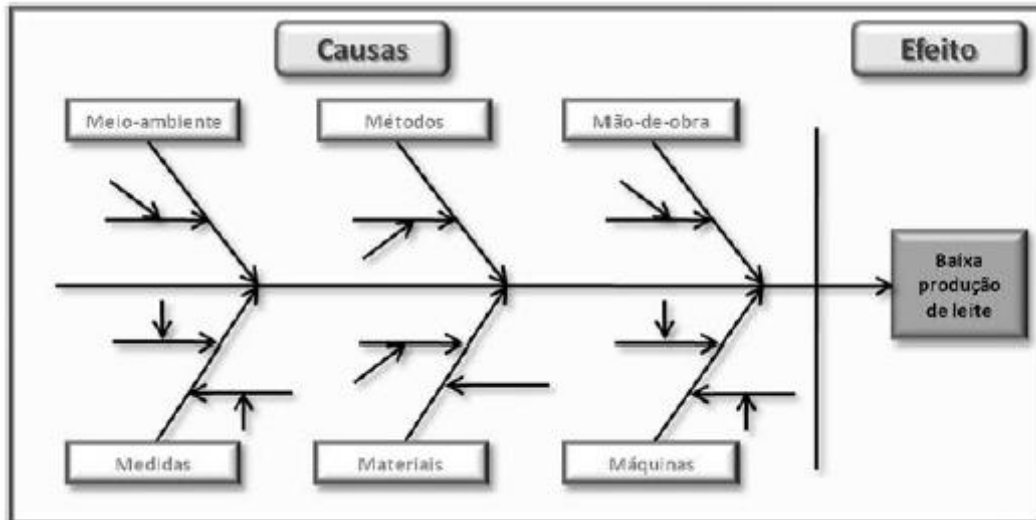 Causas
Efeito
Meio-ambiente
Métodos
Mão-de-obra
Baixa
produção
de leite
Medidas
Materiais
Máquinas